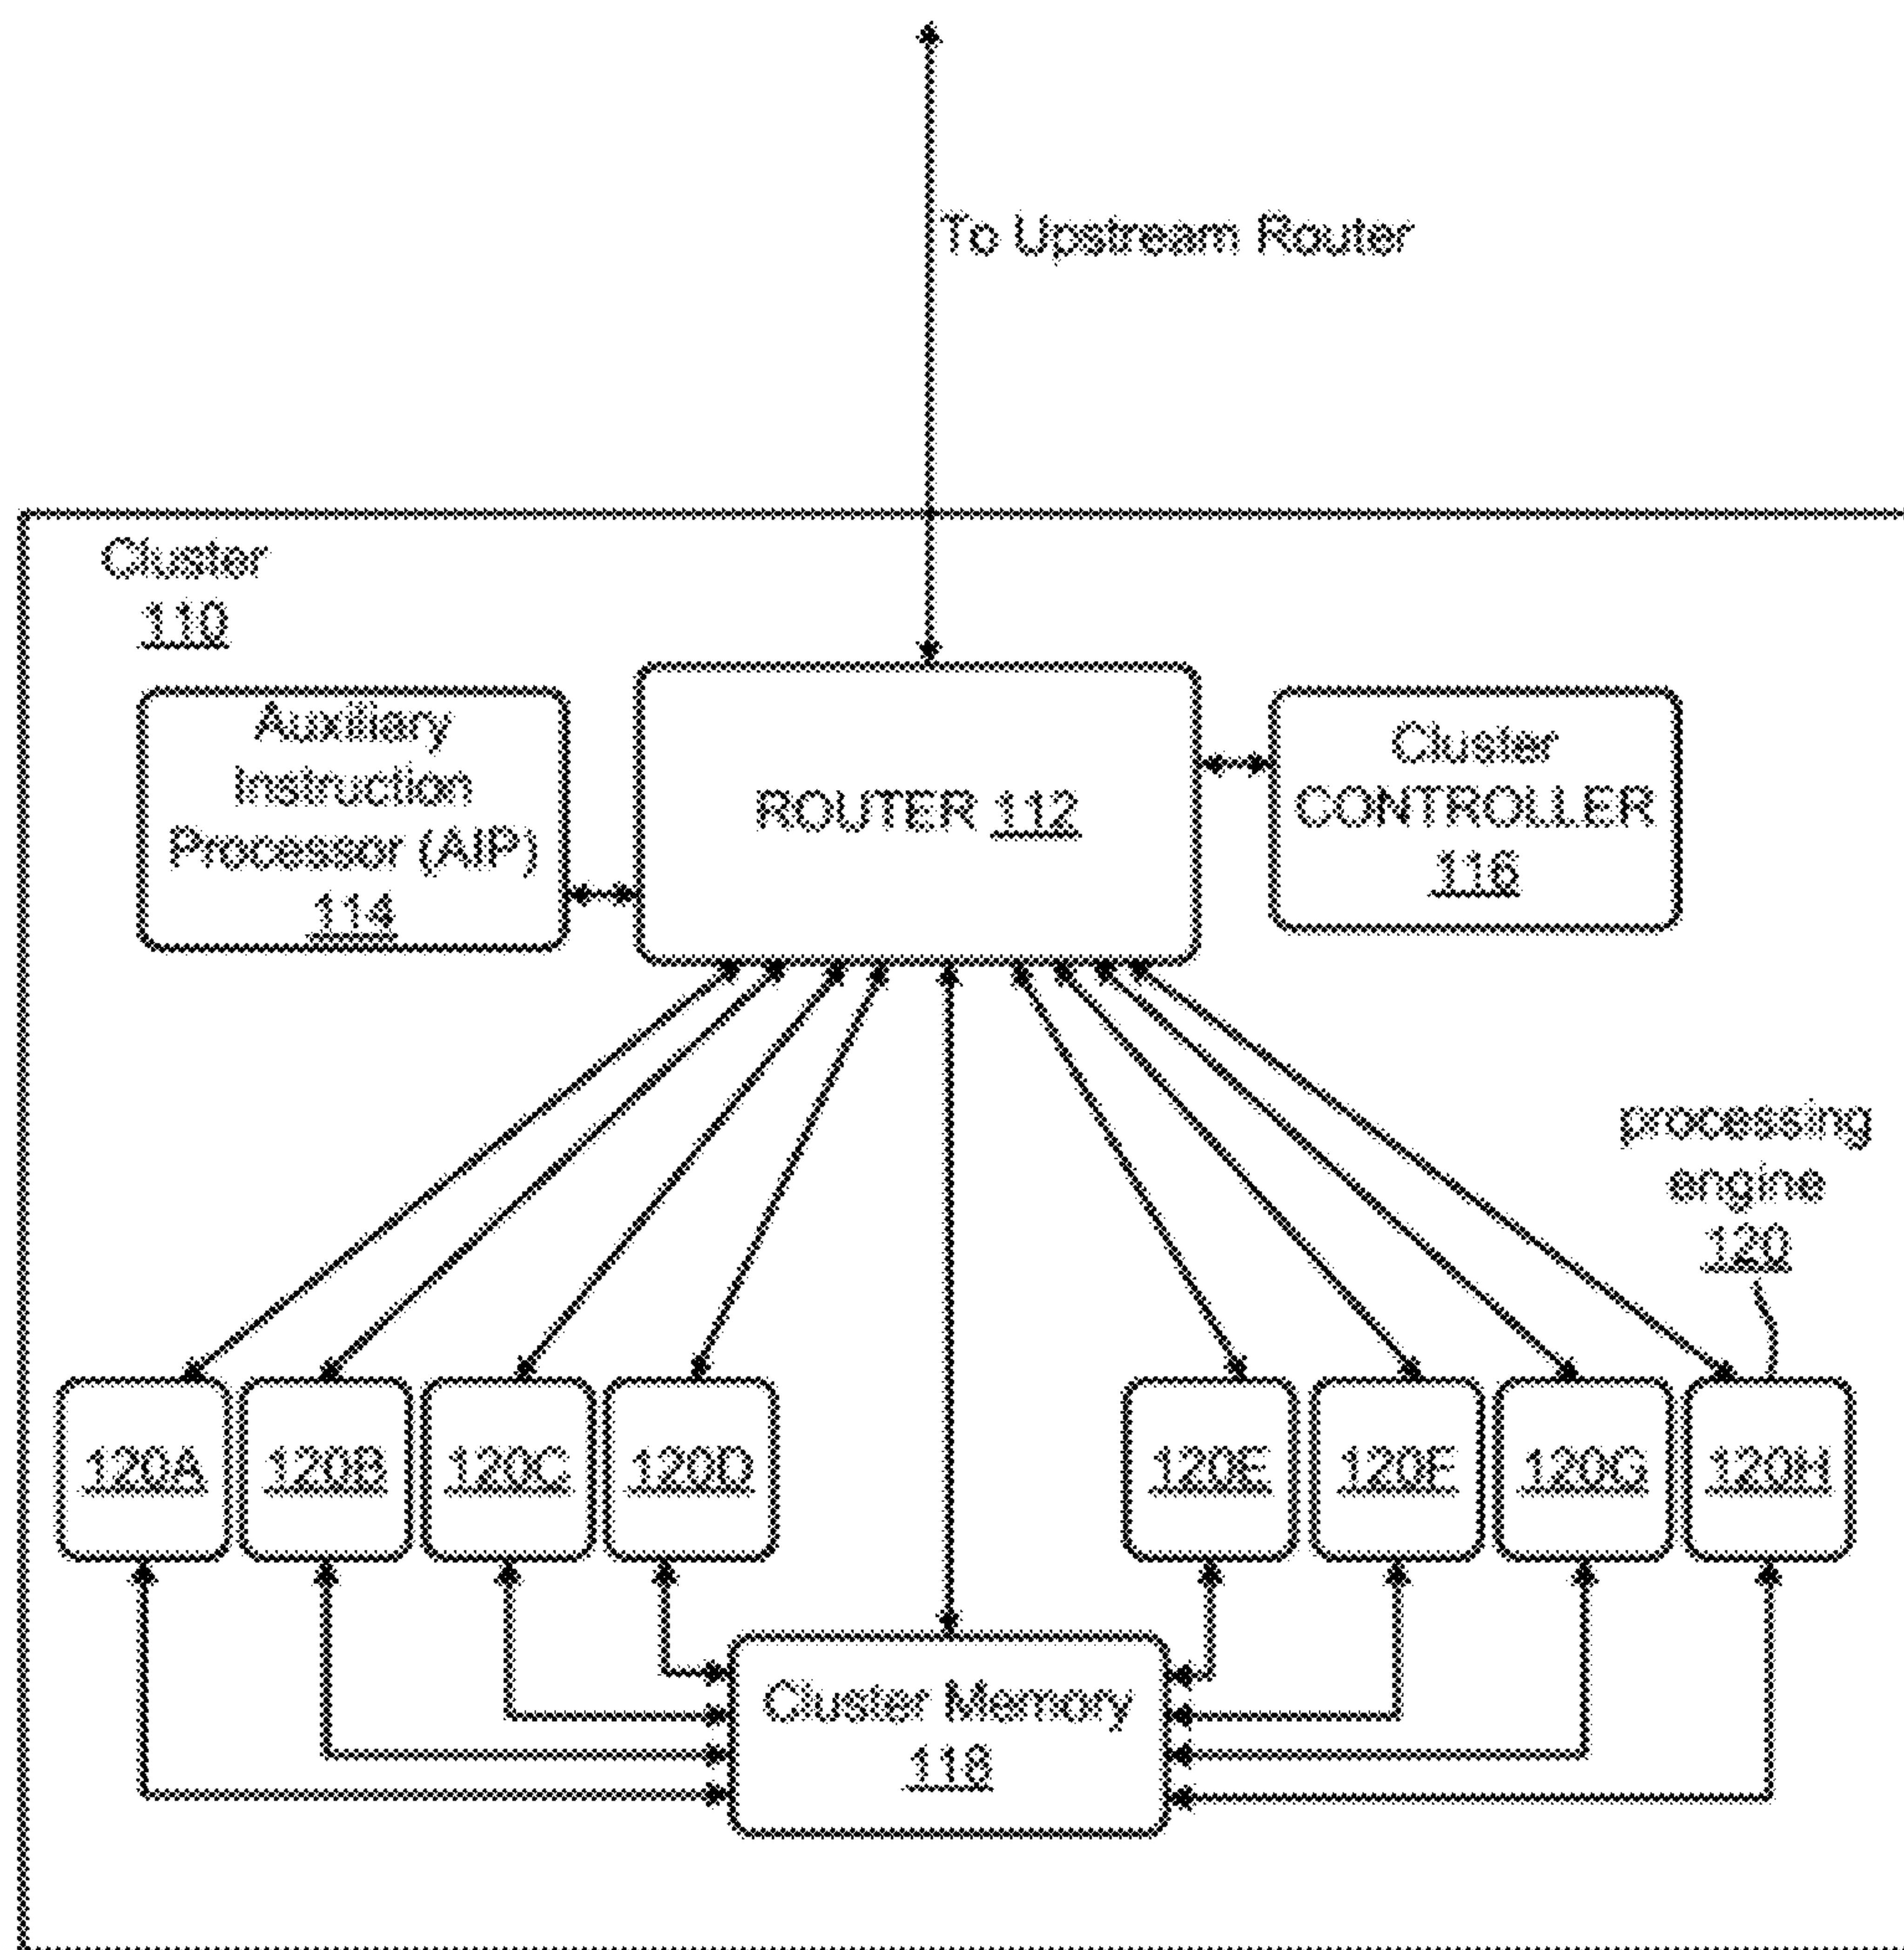 To Upstream Router
Cluster
110
Auxiliary
Instruction
Processor (AIP)
114
ROUTER 112
Cluster
CONTROLLER
116
processing
engine
120
120A
120B
120C
120D
120E
120F
120G
120H
Cluster Memory
118